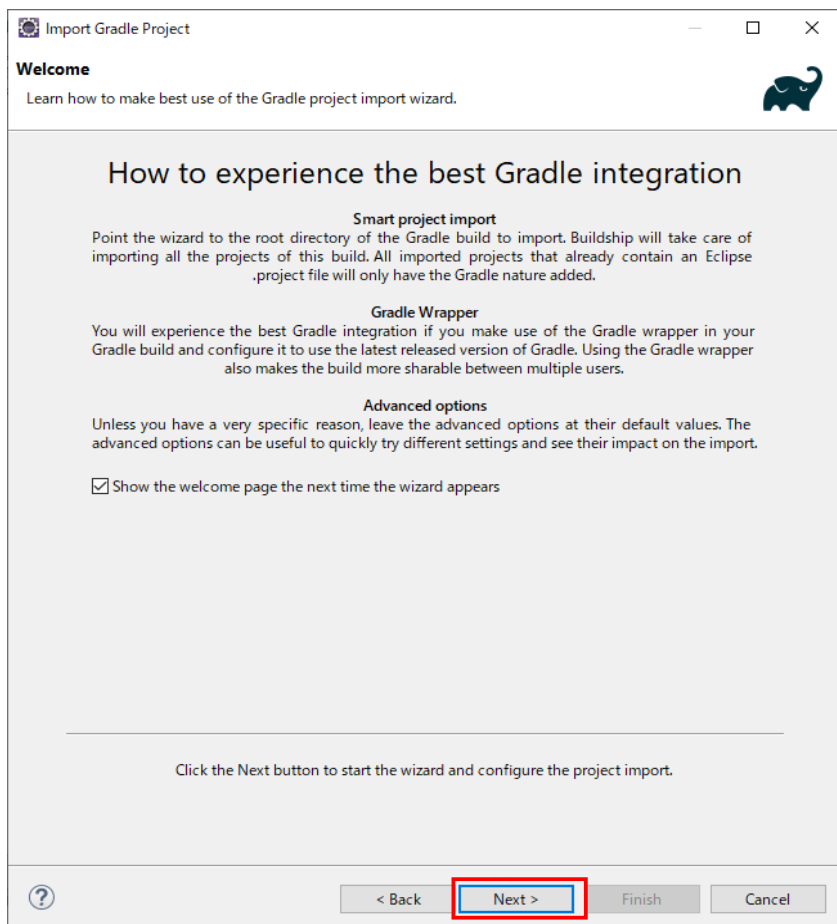 Import Gradle Project
Welcome
Learn how to make best use of the Gradle project import wizard.
How to experience the best Gradle integration
Smart project import
Point the wizard to the root directory of the Gradle build to import. Buildship will take care of
importing all the projects of this build. All imported projects that already contain an Eclipse
.project file will only have the Gradle nature added.
Gradle Wrapper
You will experience the best Gradle integration if you make use of the Gradle wrapper in your
Gradle build and configure it to use the latest released version of Gradle. Using the Gradle wrapper
also makes the build more sharable between multiple users.
Advanced options
Unless you have a very specific reason, leave the advanced options at their default values. The
advanced options can be useful to quickly try different settings and see their impact on the import.
Show the welcome page the next time the wizard appears
Click the Next button to start the wizard and configure the project import.
? < Back Next > Finish Cancel